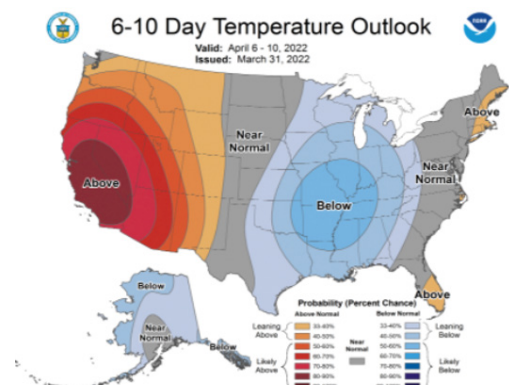 6-10 Day Temperature Outlook
Valid: April 6 - 10, 2022
Issued: March 31, 2022
Above
Near
Normal
Near
Normal
Above
Below
Above
Below
Near
Normal
Below
Probability (Percent Chance)
Above Normal
Below Normal
Leaning
Above
33-40%
40-50%
50-60%
60-70%
70-80%
80-90%
Likely
Above
Near
Normal
33-40%
40-50%
50-60%
60-70%
70-80%
80-90%
Leaning
Below
Likely
Below